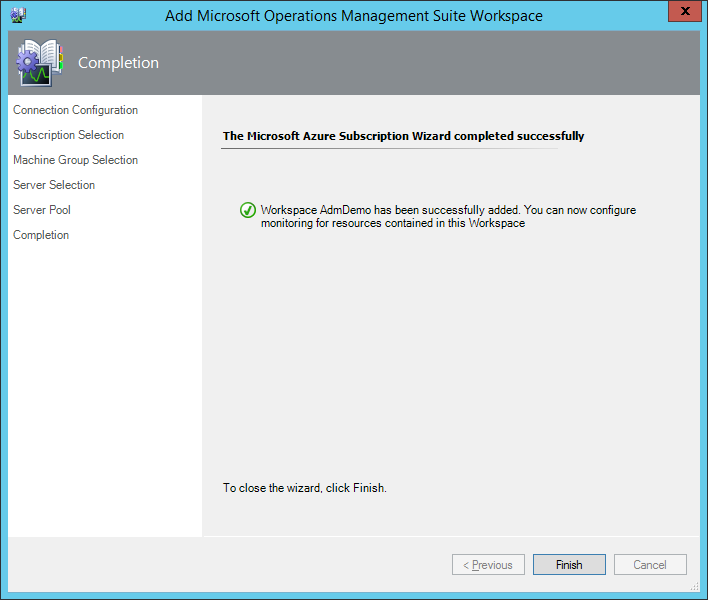 Add Microsoft Operations Management Suite Workspace
x
Completion
Connection Configuration
Subscription Selection
Machine Group Selection
Server Selection
Server Pool
Completion
The Microsoft Azure Subscription Wizard completed successfully
Workspace AdmDemo has been successfully added. You can now configure
monitoring for resources contained in this Workspace
To close the wizard, click Finish.
< Previous
Finish
Cancel